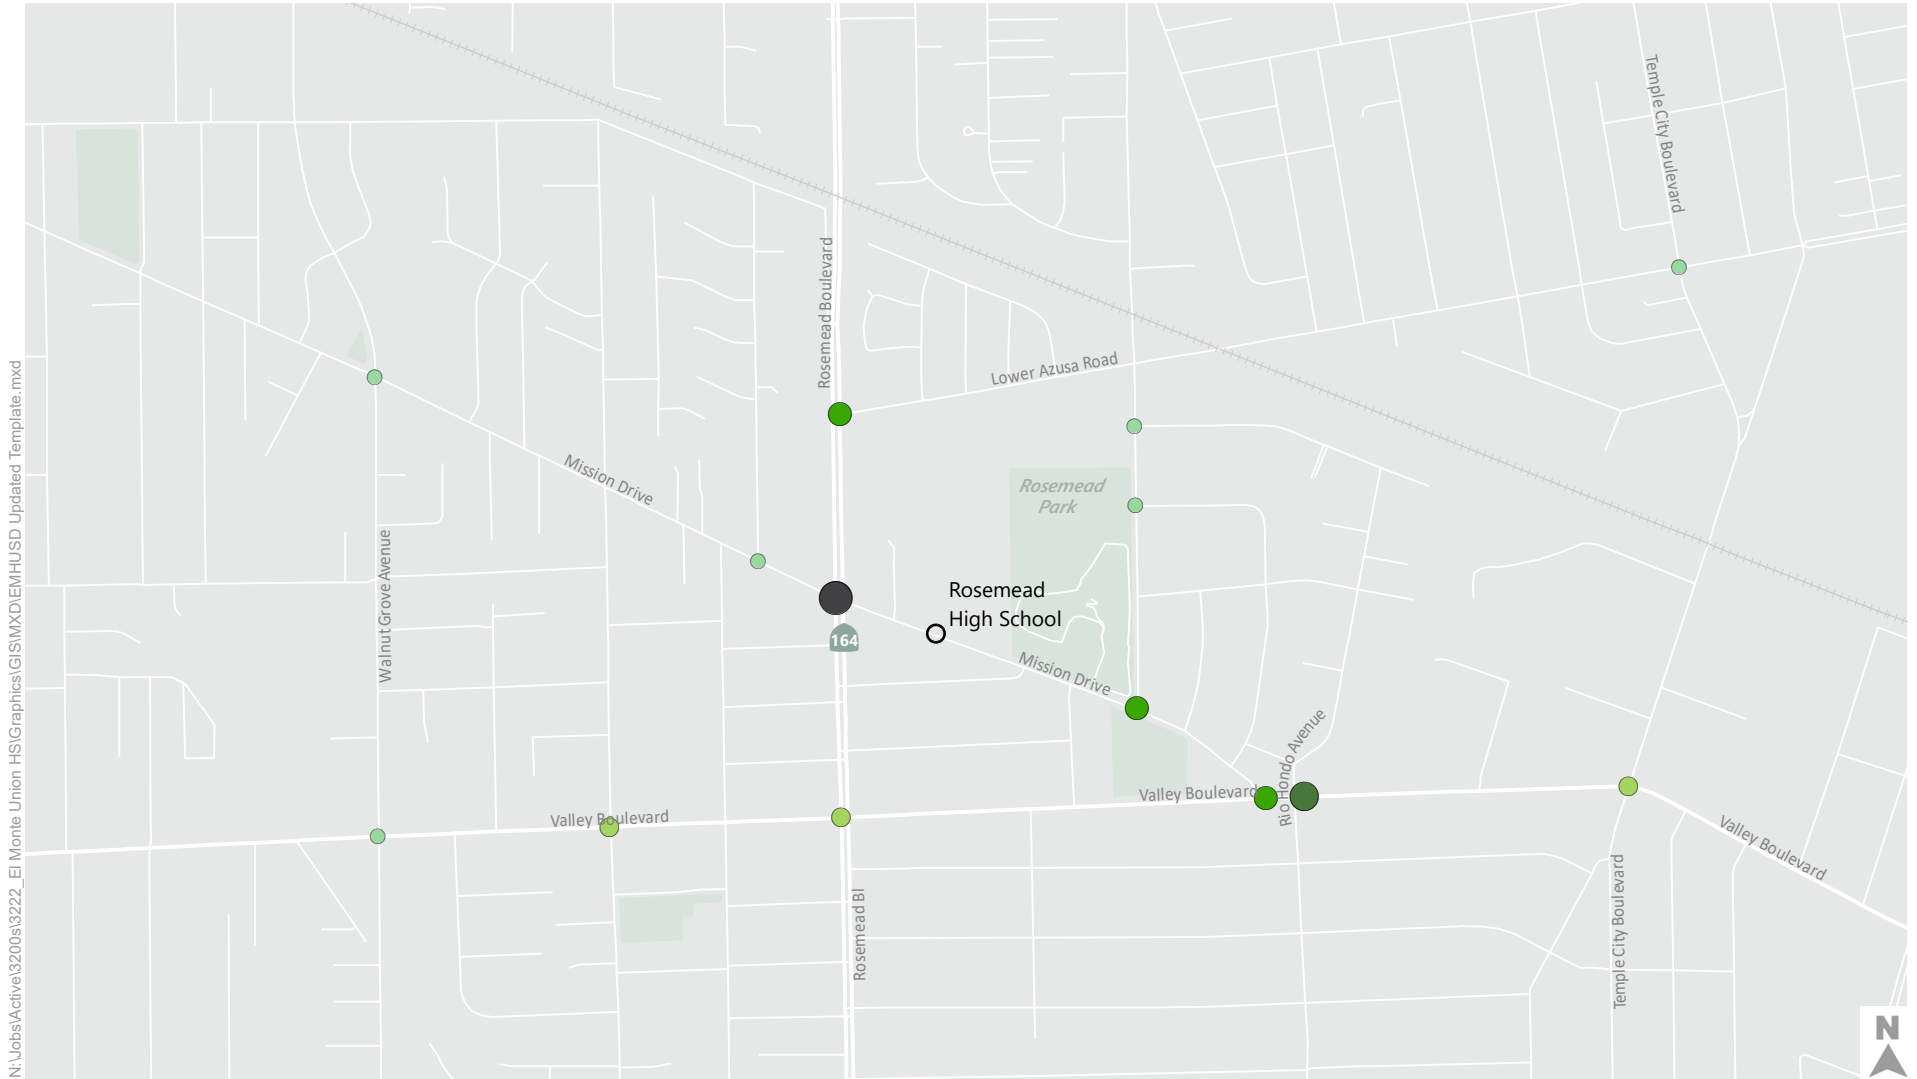 Temple City Boulevard
Rosemead Boulevard
Lower Azusa Road
Mission Drive
Rosemead
Park
Walnut Grove Avenue
Rosemead
High School
164
Mission Drive
Rio Hondo Avenue
Valley Boulevard
Valley Boulevard
Valley Boulevard
Rosemead Bl
Temple City Boulevard
N
N:\Jobs\Active\3200s\3222_El Monte Union HS\Graphics\GIS\MXD\EMHUSD Updated Template.mxd